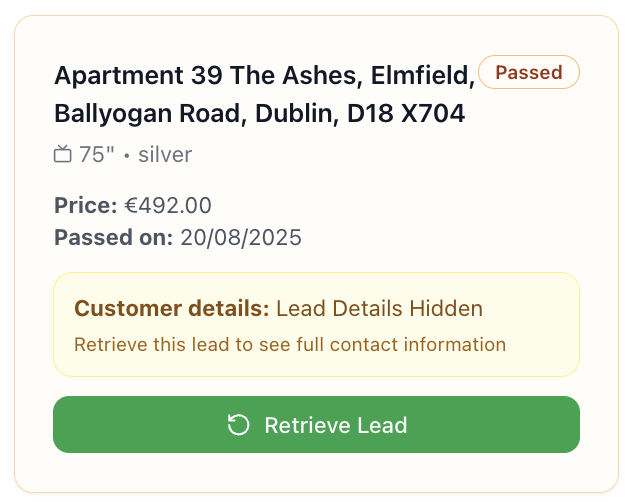 Apartment 39 The Ashes, Elmfield,
Passed
Ballyogan Road, Dublin, D18 X704
75" • silver
Price: €492.00
Passed on: 20/08/2025
Customer details: Lead Details Hidden
Retrieve this lead to see full contact information
Retrieve Lead